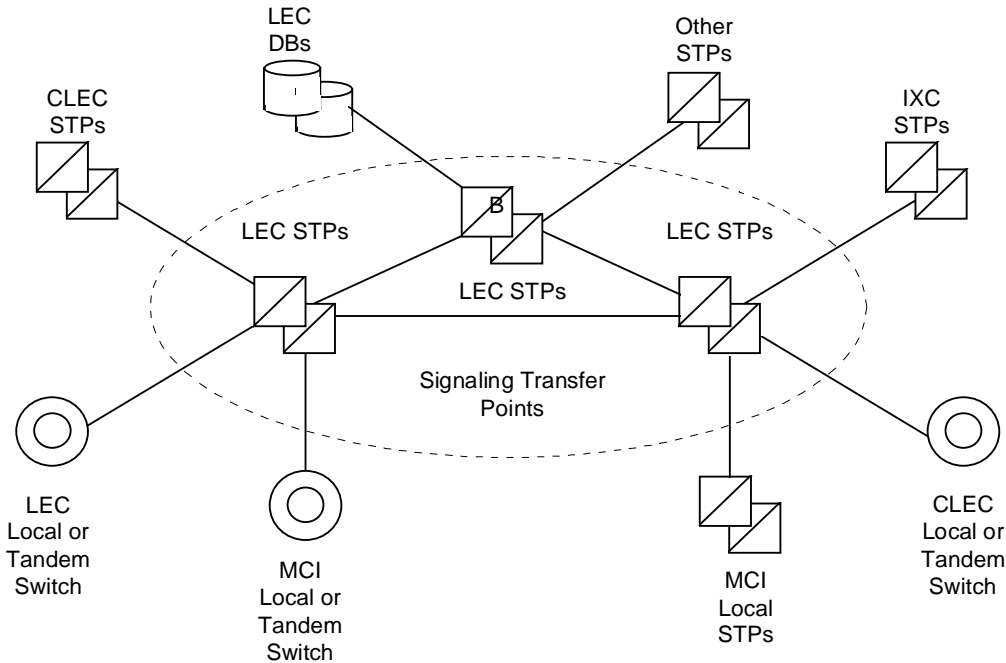 LEC
DBs
Other
STPs
CLEC
STPs
IXC
STPs
B
LEC STPs
LEC STPs
LEC STPs
Signaling Transfer
Points
LEC
Local or
Tandem
Switch
MCI
Local or
Tandem
Switch
MCI
Local
STPs
CLEC
Local or
Tandem
Switch